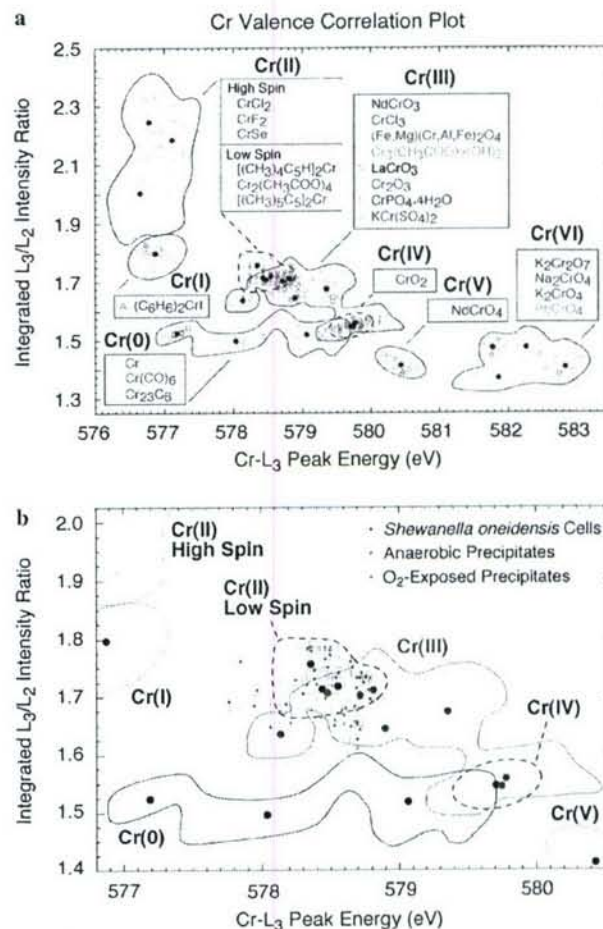 a
Cr Valence Correlation Plot
2.5
2.3
2.1
1.9
1.7
1.5
1.3
Integrated L3/L2 Intensity Ratio
Cr(II)
High Spin
CrCl2
CrF2
CrSe
Low Spin
[(CH3)4C5H]2Cr
Cr2(CH3COO)4
[(CH3)5C5]2Cr
Cr(III)
NdCrO3
CrCl3
(Fe,Mg)(Cr,Al,Fe)2O4
LaCrO3
Cr2O3
CrPO4·4H2O
KCr(SO4)2
Cr(I)
(C6H6)2CrI
Cr(0)
Cr
Cr(CO)6
Cr23C6
Cr(IV)
CrO2
Cr(V)
NdCrO4
Cr(VI)
K2Cr2O7
Na2CrO4
K2CrO4
576 577 578 579 580 581 582 583
Cr-L3 Peak Energy (eV)
b
2.0
1.9
1.8
1.7
1.6
1.5
1.4
Integrated L3/L2 Intensity Ratio
Cr(II)
High Spin
Cr(II)
Low Spin
• Shewanella oneidensis Cells
• Anaerobic Precipitates
• O2-Exposed Precipitates
Cr(I)
Cr(III)
Cr(IV)
Cr(0)
Cr(V)
577 578 579 580
Cr-L3 Peak Energy (eV)